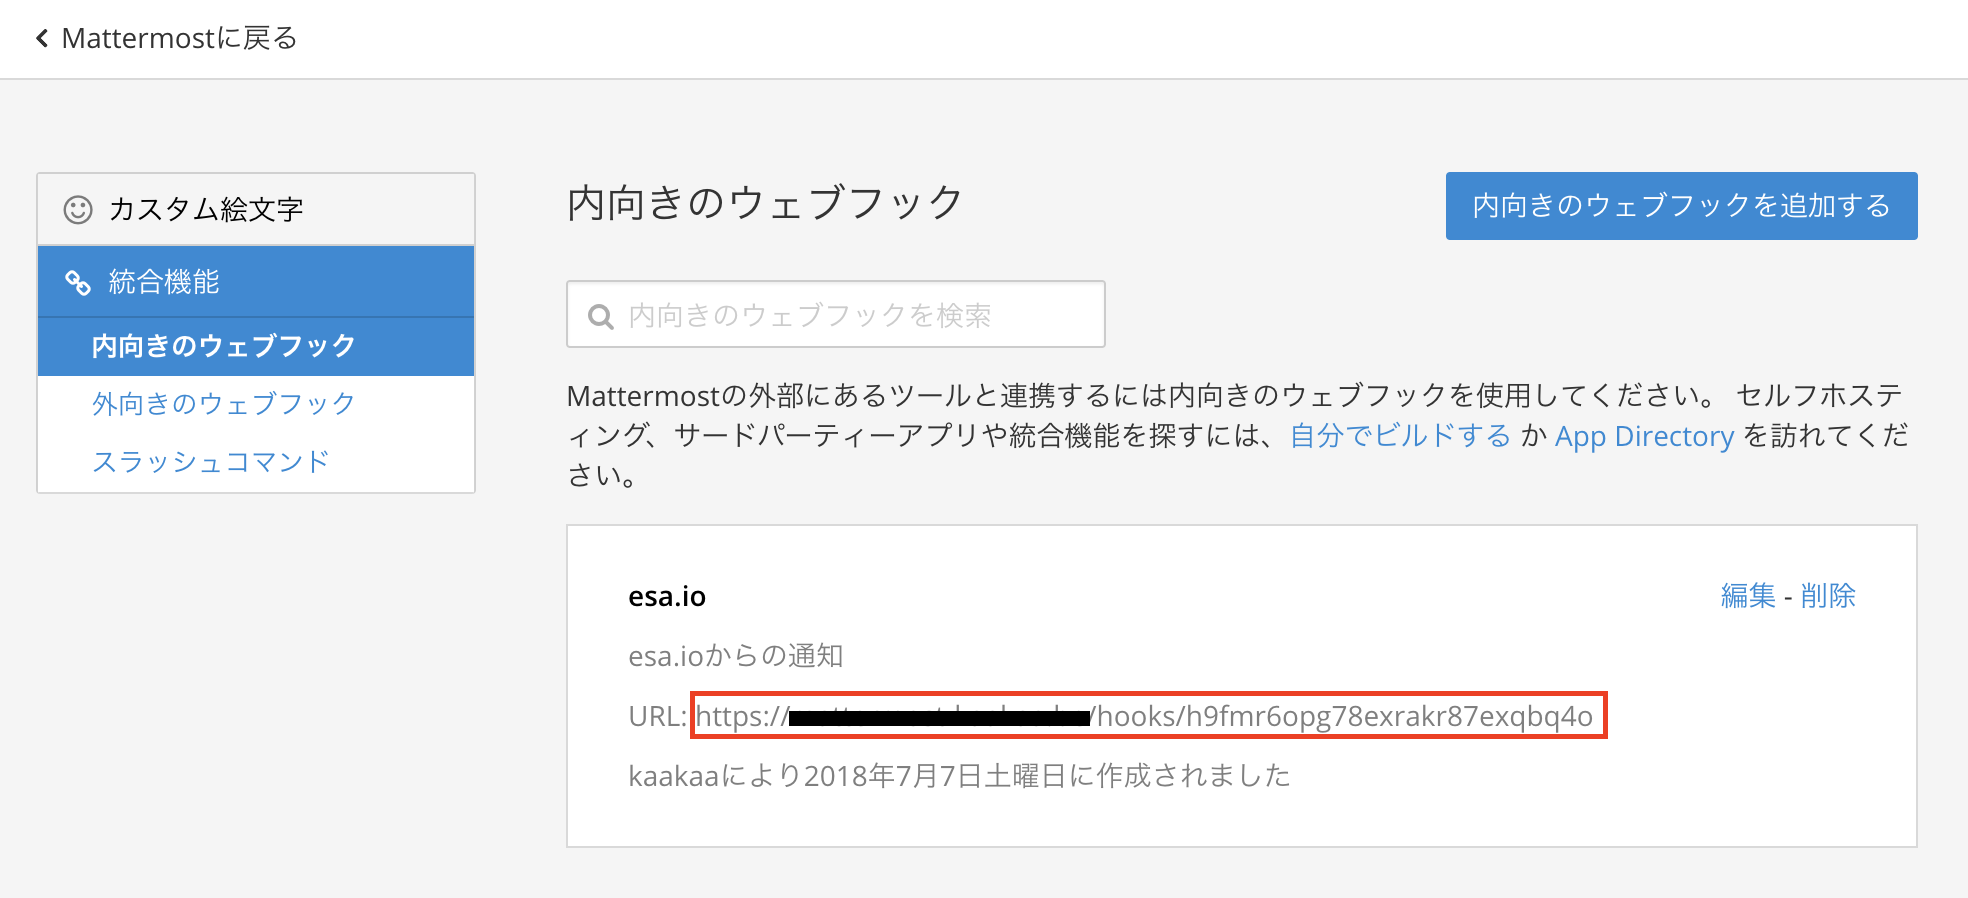 Mattermostに戻る
カスタム絵文字
統合機能
内向きのウェブフック
外向きのウェブフック
スラッシュコマンド
内向きのウェブフック
内向きのウェブフックを追加する
内向きのウェブフックを検索
Mattermostの外部にあるツールと連携するには内向きのウェブフックを使用してください。 セルフホスティ
ング、サードパーティーアプリや統合機能を探すには、自分でビルドする か App Directory を訪れてくだ
さい。
esa.io
編集 - 削除
esa.ioからの通知
URL: https:///hooks/h9fmr6opg78exrakr87exqbq4o
kaakaaにより2018年7月7日土曜日に作成されました